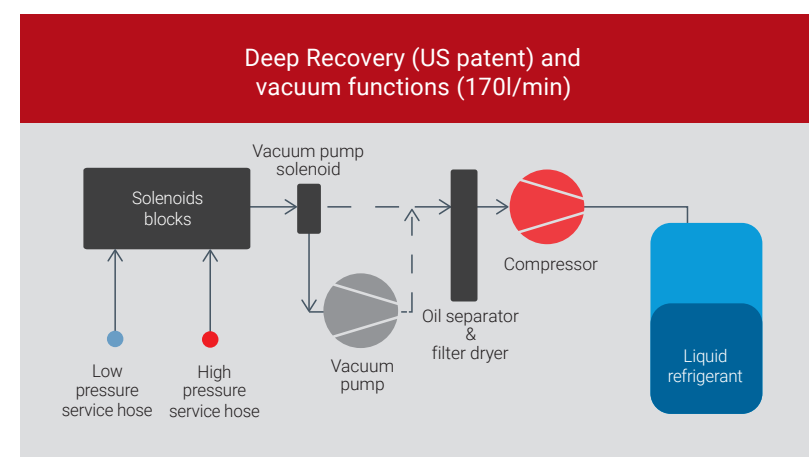 Deep Recovery (US patent) and
vacuum functions (170l/min)
Vacuum pump
solenoid
Solenoids
blocks
Compressor
Oil separator
&
filter dryer
Low
pressure
service hose
High
pressure
service hose
Vacuum
pump
Liquid
refrigerant